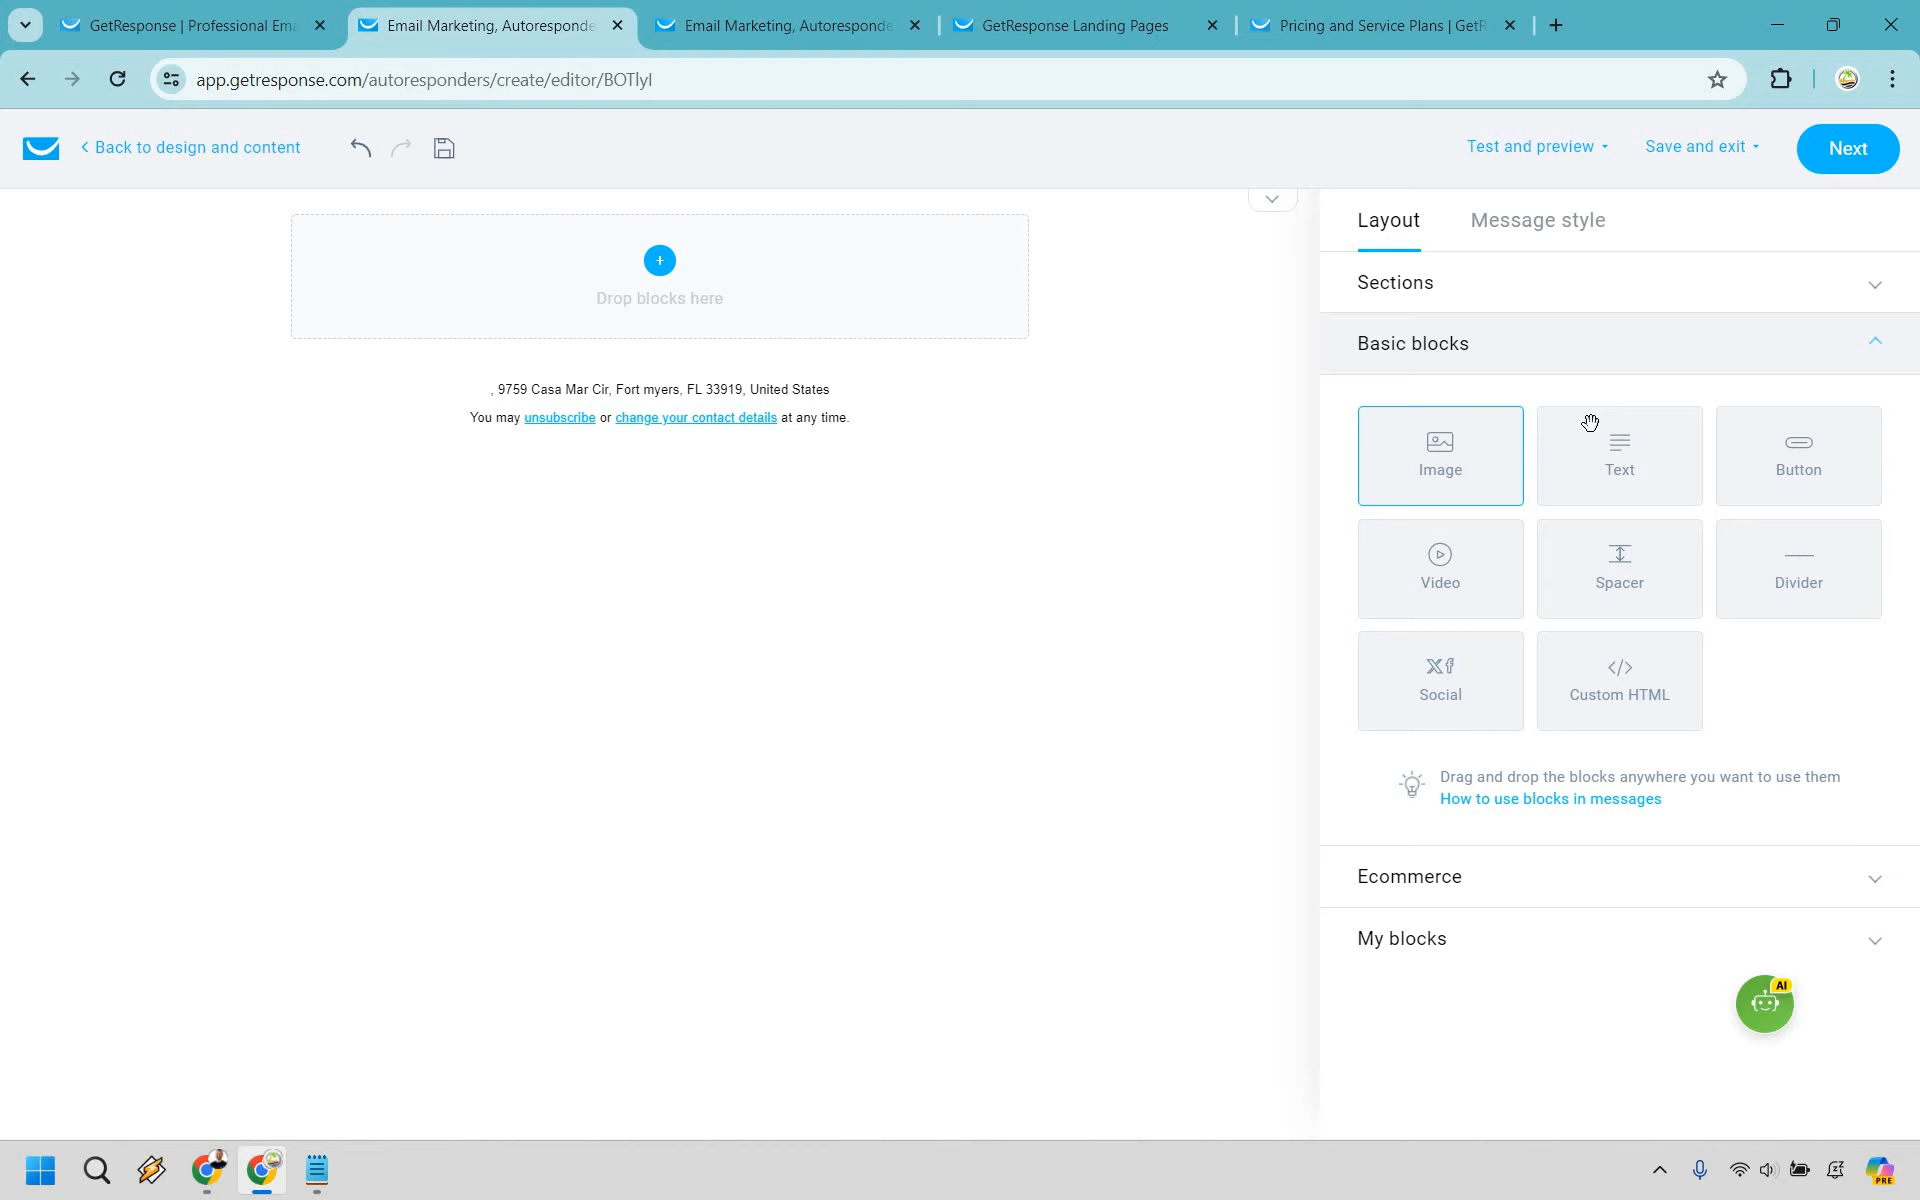 GetResponse | Professional Ema
Email Marketing, Autoresponde
Email Marketing, Autoresponde
GetResponse Landing Pages
Pricing and Service Plans | GetR
app.getresponse.com/autoresponders/create/editor/BOTlyI
Back to design and content
Test and preview
Save and exit
Next
Layout
Message style
Sections
Basic blocks
+
Drop blocks here
, 9759 Casa Mar Cir, Fort myers, FL 33919, United States
You may unsubscribe or change your contact details at any time.
Image
Text
Button
Video
Spacer
Divider
Social
Custom HTML
Drag and drop the blocks anywhere you want to use them
How to use blocks in messages
Ecommerce
My blocks
AI
PRE